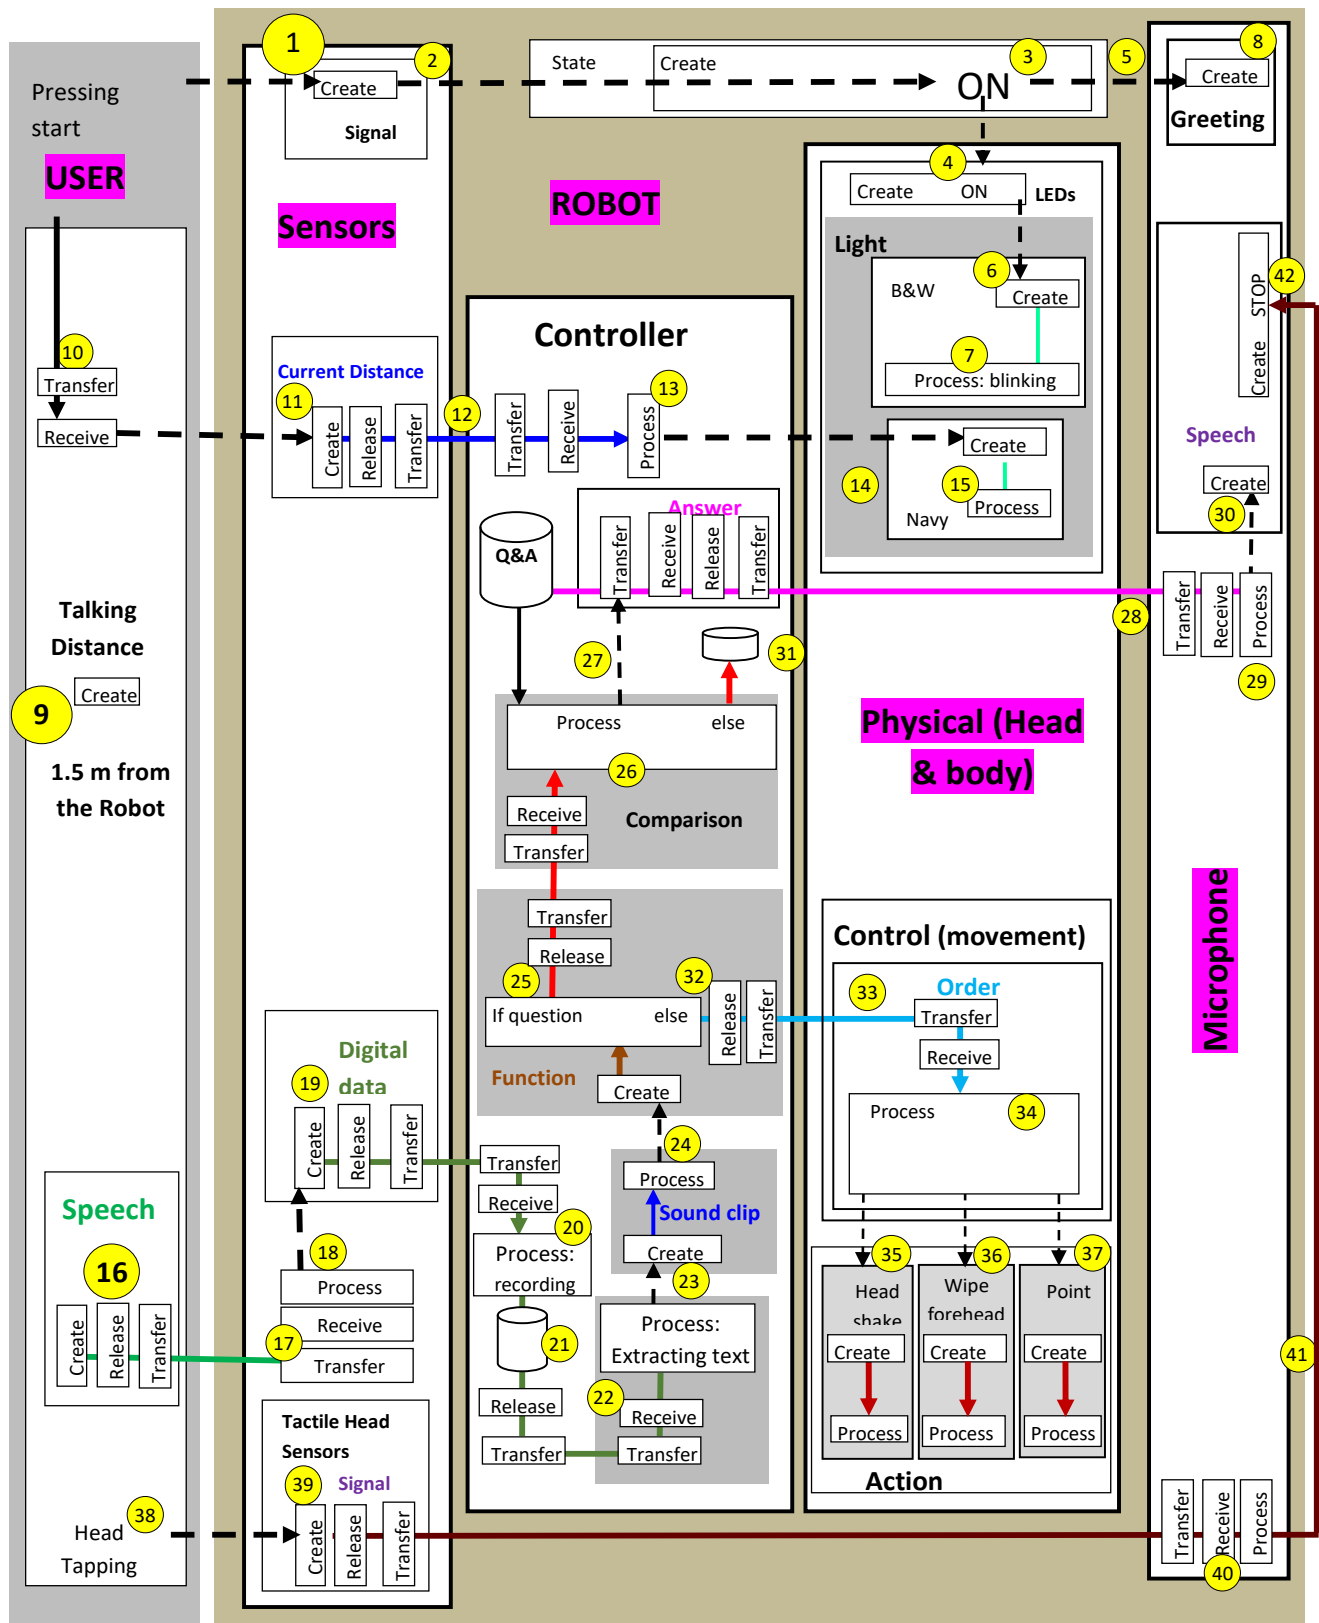 1
2
3
5
8
State
Create
Create
Create
ON
Pressing
start
Signal
Greeting
USER
4
Create
ON
LEDs
Sensors
ROBOT
Light
6
42
B&W
Create
Create STOP
10
Controller
7
Transfer
Current Distance
Process: blinking
11
12
13
Receive
Create
Release
Transfer
Transfer
Receive
Process
Create
Speech
14
15
Create
Process
Navy
30
Answer
Q&A
Transfer
Receive
Release
Transfer
Talking
Distance
28
Transfer
Receive
Process
27
31
29
Create
9
Process
else
Physical (Head
& body)
1.5 m from
the Robot
26
Receive
Comparison
Transfer
Microphone
Transfer
Control (movement)
Release
25
32
33
Order
If question
else
Release
Transfer
Transfer
Receive
Digital
data
19
Function
Create
Process
34
Create
Release
Transfer
24
Transfer
Process
Receive
Speech
Sound clip
20
18
Create
35
36
37
16
Process:
recording
23
Process
Head
shake
Wipe
forehead
Point
Create
Release
Transfer
Receive
17
Transfer
21
Process:
Extracting text
Create
Create
Create
41
22
Release
Receive
Tactile Head
Sensors
Process
Process
Process
Transfer
Transfer
39
Signal
Action
38
Head
Tapping
Create
Release
Transfer
Transfer
Receive
Process
40